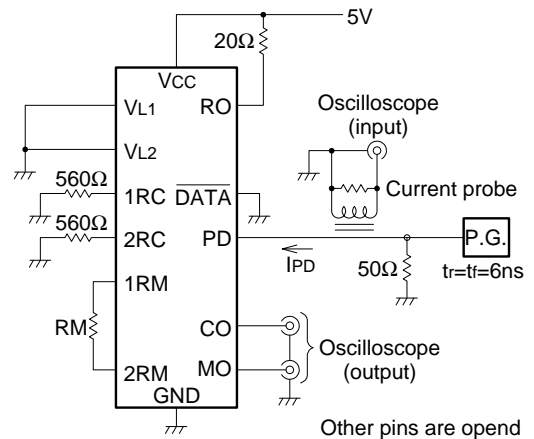 5V
20Ω
VCC
VL1
RO
Oscilloscope
(input)
VL2
560Ω
1RC
DATA
Current probe
560Ω
2RC
PD
P.G.
IPD
50Ω
tr=tf=6ns
1RM
RM
CO
Oscilloscope
(output)
2RM
MO
GND
Other pins are opend